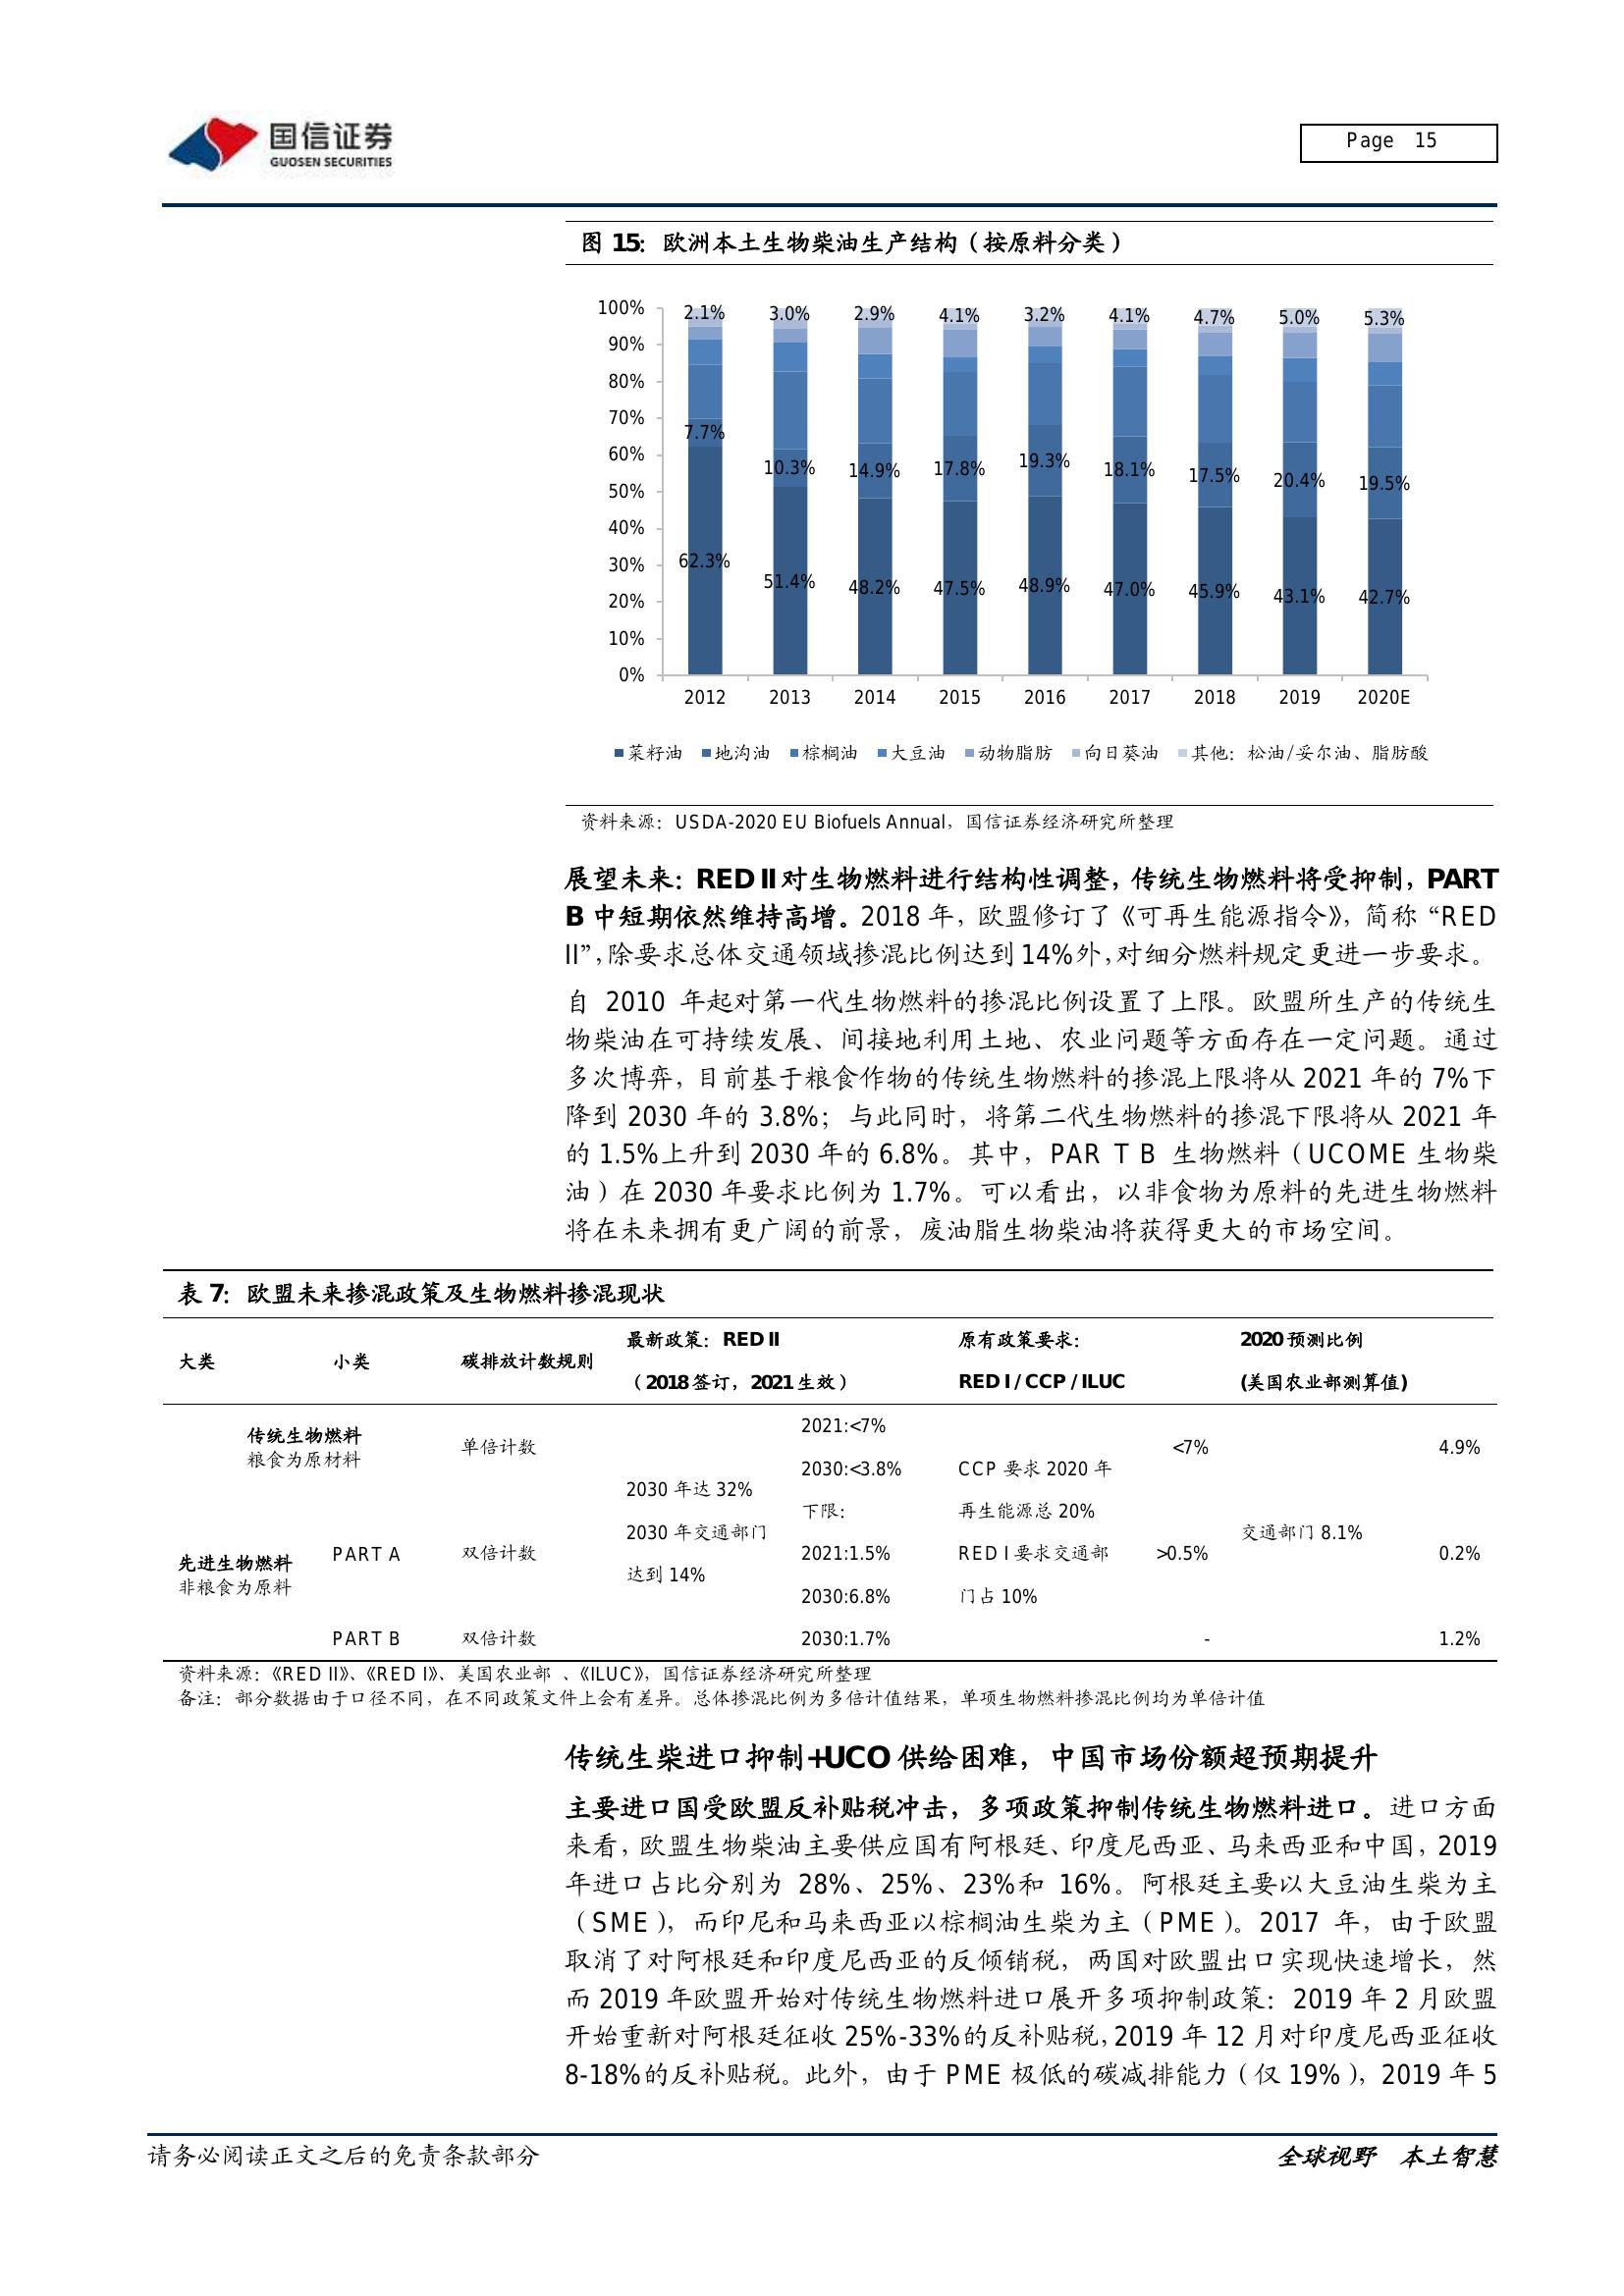 国信证券
GUOSEN SECURITIES
Page 15
图 15：欧洲本土生物柴油生产结构（按原料分类）
100%
90%
80%
70%
60%
50%
40%
30%
20%
10%
0%
2.1% 3.0% 2.9% 4.1% 3.2% 4.1% 4.7% 5.0% 5.3%
7.7% 10.3% 14.9% 17.8% 19.3% 18.1% 17.5% 20.4% 19.5%
62.3% 51.4% 48.2% 47.5% 48.9% 47.0% 45.9% 43.1% 42.7%
2012 2013 2014 2015 2016 2017 2018 2019 2020E
菜籽油 地沟油 棕榈油 大豆油 动物脂肪 向日葵油 其他：松油/妥尔油、脂肪酸
资料来源：USDA-2020 EU Biofuels Annual，国信证券经济研究所整理
展望未来：RED II 对生物燃料进行结构性调整，传统生物燃料将受抑制，PART
B 中短期依然维持高增。2018 年，欧盟修订了《可再生能源指令》，简称 “RED
II”，除要求总体交通领域掺混比例达到 14%外，对细分燃料规定更进一步要求。
自 2010 年起对第一代生物燃料的掺混比例设置了上限。欧盟所生产的传统生
物柴油在可持续发展、间接地利用土地、农业问题等方面存在一定问题。通过
多次博弈，目前基于粮食作物的传统生物燃料的掺混上限将从 2021 年的 7%下
降到 2030 年的 3.8%；与此同时，将第二代生物燃料的掺混下限将从 2021 年
的 1.5%上升到 2030 年的 6.8%。其中，PAR T B 生物燃料（UCOME 生物柴
油）在 2030 年要求比例为 1.7%。可以看出，以非食物为原料的先进生物燃料
将在未来拥有更广阔的前景，废油脂生物柴油将获得更大的市场空间。
表 7：欧盟未来掺混政策及生物燃料掺混现状
大类 小类 碳排放计数规则
最新政策：RED II
（2018 签订，2021 生效）
原有政策要求：
RED I / CCP / ILUC
2020 预测比例
(美国农业部测算值)
传统生物燃料
粮食为原材料
单倍计数
2030 年达 32%
2030 年交通部门
达到 14%
2021:<7%
2030:<3.8%
CCP 要求 2020 年
再生能源总 20%
RED I 要求交通部
门占 10%
<7%
交通部门 8.1%
4.9%
先进生物燃料
非粮食为原料
PART A
双倍计数
下限：
2021:1.5%
2030:6.8%
>0.5%
0.2%
PART B
双倍计数
2030:1.7%
-
1.2%
资料来源：《RED II》、《RED I》、美国农业部 、《ILUC》，国信证券经济研究所整理
备注：部分数据由于口径不同，在不同政策文件上会有差异。总体掺混比例为多倍计值结果，单项生物燃料掺混比例均为单倍计值
传统生柴进口抑制+UCO 供给困难，中国市场份额超预期提升
主要进口国受欧盟反补贴税冲击，多项政策抑制传统生物燃料进口。进口方面
来看，欧盟生物柴油主要供应国有阿根廷、印度尼西亚、马来西亚和中国，2019
年进口占比分别为 28%、25%、23%和 16%。阿根廷主要以大豆油生柴为主
（SME），而印尼和马来西亚以棕榈油生柴为主（PME）。2017 年，由于欧盟
取消了对阿根廷和印度尼西亚的反倾销税，两国对欧盟出口实现快速增长，然
而 2019 年欧盟开始对传统生物燃料进口展开多项抑制政策：2019 年 2 月欧盟
开始重新对阿根廷征收 25%-33%的反补贴税，2019 年 12 月对印度尼西亚征收
8-18%的反补贴税。此外，由于 PME 极低的碳减排能力（仅 19%），2019 年 5
请务必阅读正文之后的免责条款部分
全球视野 本土智慧